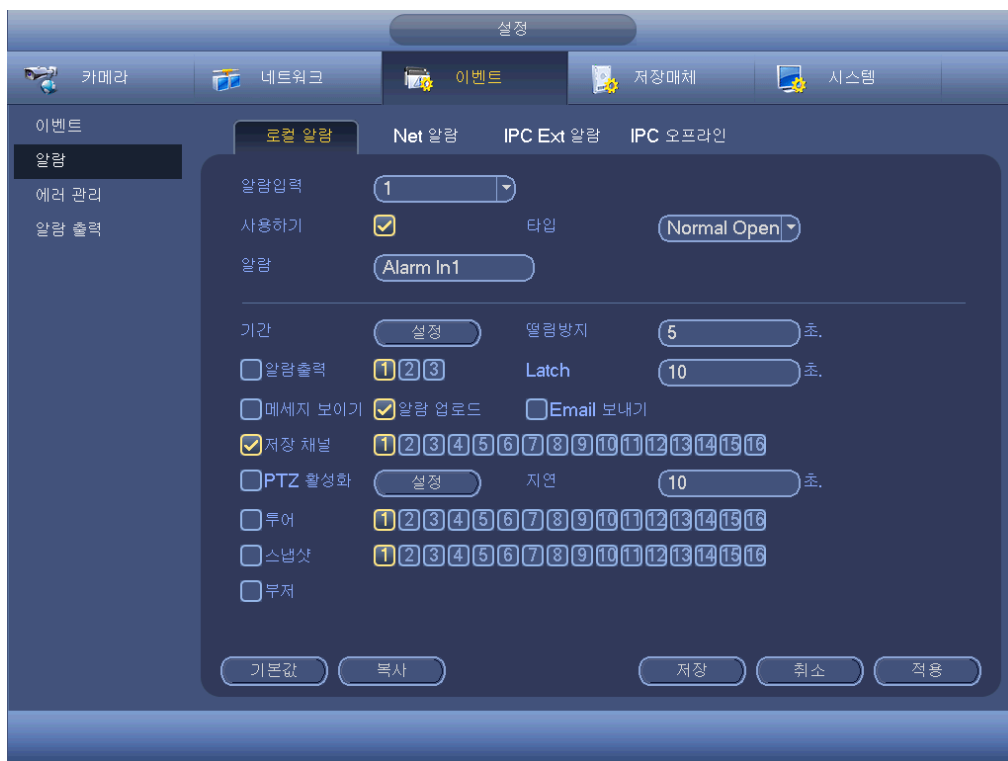 설정
카메라 네트워크 이벤트 저장매체 시스템
이벤트
알람
에러 관리
알람 출력
로컬 알람 Net 알람 IPC Ext 알람 IPC 오프라인
알람입력 1
사용하기 타입 Normal Open
알람 Alarm In1
기간 설정 떨림방지 5 초.
알람출력 1 2 3 Latch 10 초.
메세지 보이기 알람 업로드 Email 보내기
저장 채널 1 2 3 4 5 6 7 8 9 10 11 12 13 14 15 16
PTZ 활성화 설정 지연 10 초.
투어 1 2 3 4 5 6 7 8 9 10 11 12 13 14 15 16
스냅샷 1 2 3 4 5 6 7 8 9 10 11 12 13 14 15 16
부저
기본값 복사 저장 취소 적용